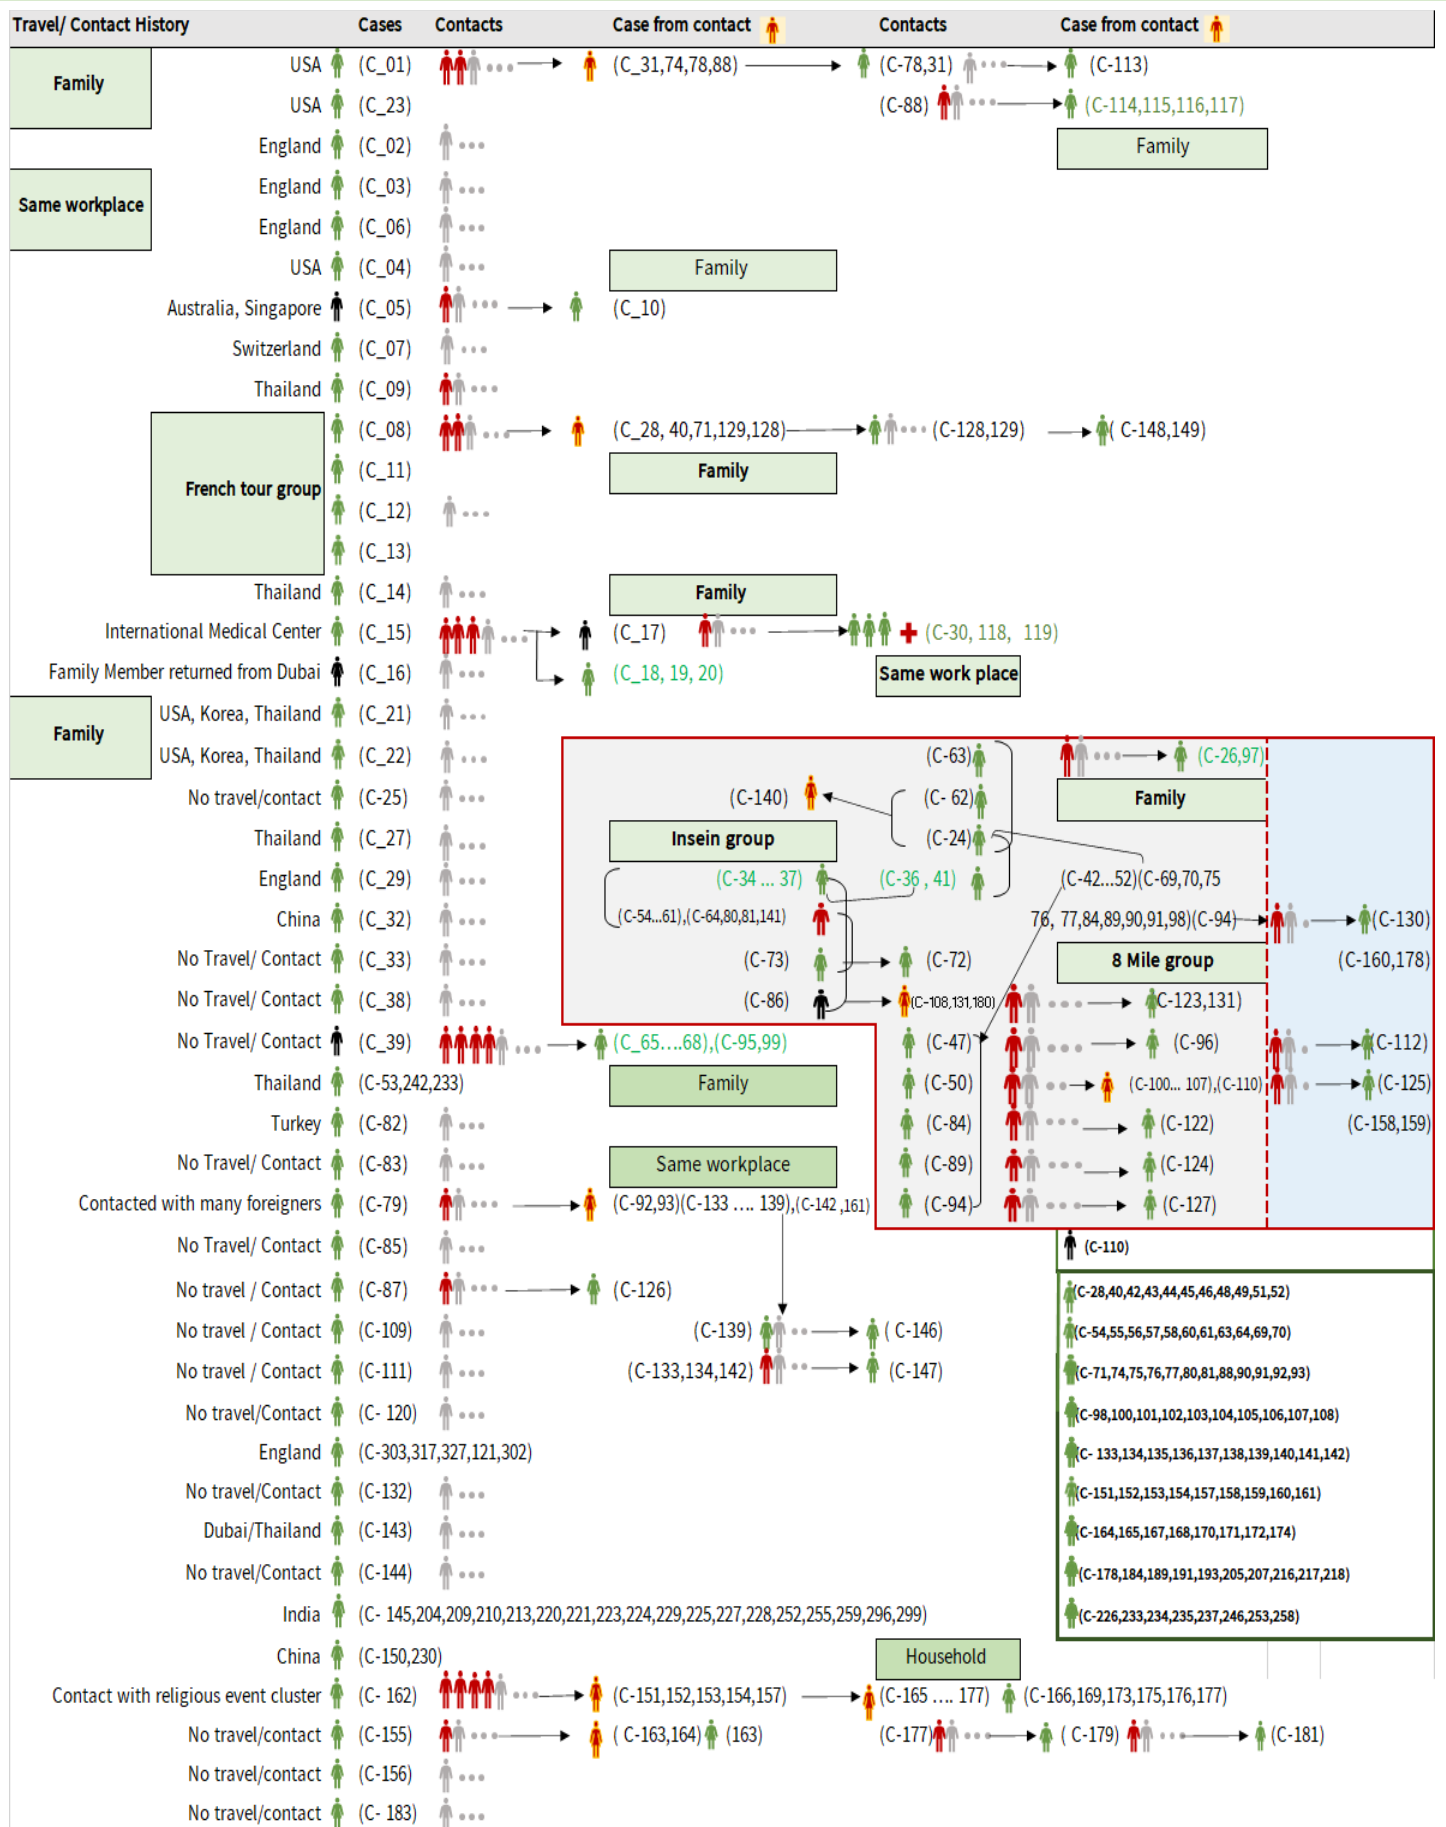 Travel/ Contact History Cases Contacts Case from contact Contacts Case from contact
Family
USA (C_01) (C_31,74,78,88) (C-78,31) (C-113)
USA (C_23) (C-88) (C-114,115,116,117)
England (C_02) Family
Same workplace
England (C_03)
England (C_06)
USA (C_04) Family
Australia, Singapore (C_05) (C_10)
Switzerland (C_07)
Thailand (C_09)
French tour group
(C_08) (C_28, 40,71,129,128) (C-128,129) ( C-148,149)
(C_11) Family
(C_12)
(C_13)
Thailand (C_14) Family
International Medical Center (C_15) (C_17) (C-30, 118, 119)
Family Member returned from Dubai (C_16) (C_18, 19, 20) Same work place
Family
USA, Korea, Thailand (C_21)
USA, Korea, Thailand (C_22) (C-63) (C-26,97)
No travel/contact (C-25) (C-140) (C- 62) Family
Thailand (C_27) Insein group (C-24)
England (C_29) (C-34 ... 37) (C-36 , 41) (C-42...52)(C-69,70,75
China (C_32) (C-54...61),(C-64,80,81,141) 76, 77,84,89,90,91,98)(C-94) (C-130)
No Travel/ Contact (C_33) (C-73) (C-72) 8 Mile group (C-160,178)
No Travel/ Contact (C_38) (C-86) (C-108,131,180) (C-123,131)
No Travel/ Contact (C_39) (C_65....68),(C-95,99) (C-47) (C-96) (C-112)
Thailand (C-53,242,233) Family (C-50) (C-100... 107),(C-110) (C-125)
Turkey (C-82) (C-84) (C-122) (C-158,159)
No Travel/ Contact (C-83) Same workplace (C-89) (C-124)
Contacted with many foreigners (C-79) (C-92,93)(C-133 .... 139),(C-142 ,161) (C-94) (C-127)
No Travel/ Contact (C-85) (C-110)
No travel / Contact (C-87) (C-126) (C-28,40,42,43,44,45,46,48,49,51,52)
No travel / Contact (C-109) (C-139) ( C-146) (C-54,55,56,57,58,60,61,63,64,69,70)
No travel / Contact (C-111) (C-133,134,142) (C-147) (C-71,74,75,76,77,80,81,88,90,91,92,93)
No travel/Contact (C- 120) (C-98,100,101,102,103,104,105,106,107,108)
England (C-303,317,327,121,302) (C- 133,134,135,136,137,138,139,140,141,142)
No travel/Contact (C-132) (C-151,152,153,154,157,158,159,160,161)
Dubai/Thailand (C-143) (C-164,165,167,168,170,171,172,174)
No travel/Contact (C-144) (C-178,184,189,191,193,205,207,216,217,218)
India (C- 145,204,209,210,213,220,221,223,224,229,225,227,228,252,255,259,296,299) (C-226,233,234,235,237,246,253,258)
China (C-150,230) Household
Contact with religious event cluster (C- 162) (C-151,152,153,154,157) (C-165 .... 177) (C-166,169,173,175,176,177)
No travel/contact (C-155) ( C-163,164) (163) (C-177) ( C-179) (C-181)
No travel/contact (C-156)
No travel/contact (C- 183)